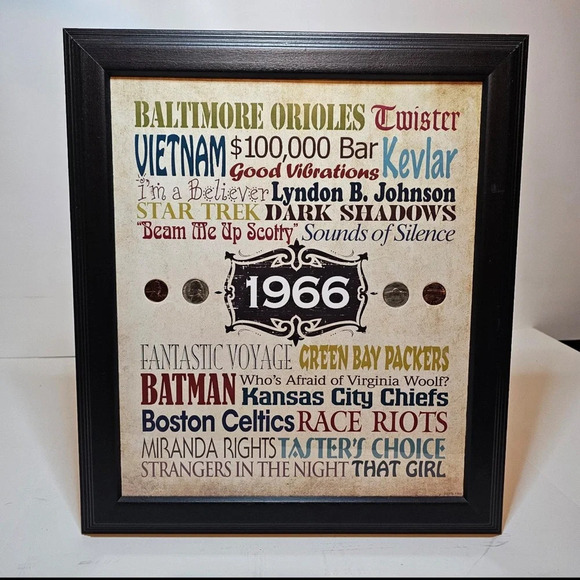 BALTIMORE ORIOLES Twister
VIETNAM $100,000 Bar Kevlar
Good Vibrations
I'm a Believer Lyndon B. Johnson
STAR TREK DARK SHADOWS
"Beam Me Up Scotty" Sounds of Silence
1966
FANTASTIC VOYAGE GREEN BAY PACKERS
BATMAN Who's Afraid of Virginia Woolf?
Kansas City Chiefs
Boston Celtics RACE RIOTS
MIRANDA RIGHTS TASTER'S CHOICE
STRANGERS IN THE NIGHT THAT GIRL